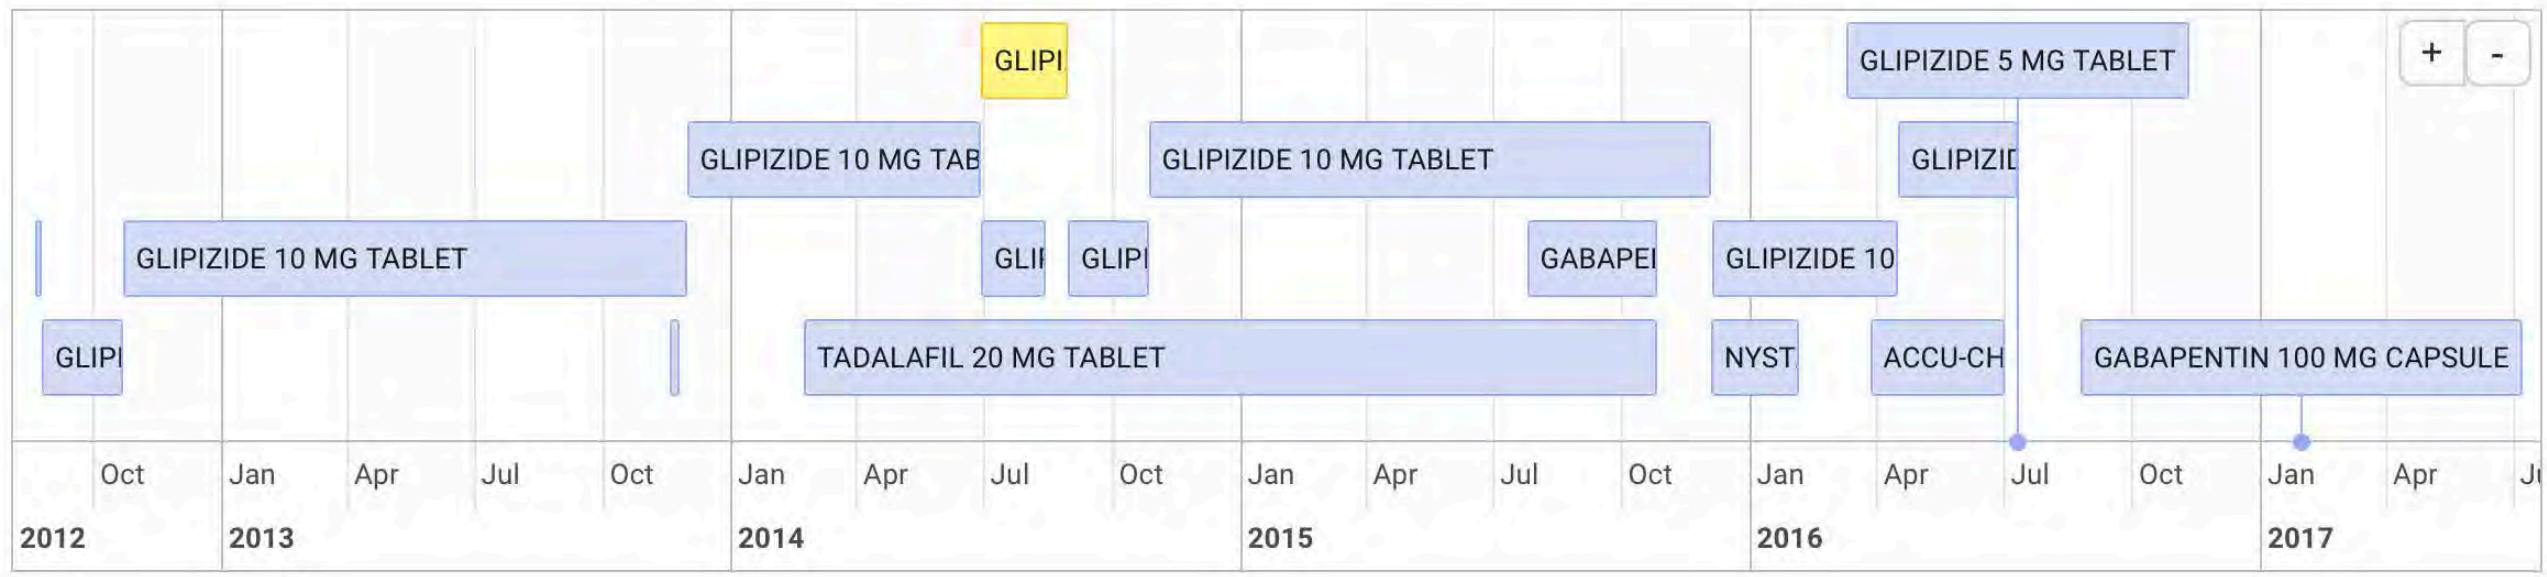 GLIPI
GLIPIZIDE 5 MG TABLET
+ -
GLIPIZIDE 10 MG TAB
GLIPIZIDE 10 MG TABLET
GLIPIZID
GLIPIZIDE 10 MG TABLET
GLIP
GLIPI
GABAPEI
GLIPIZIDE 10
GLIPI
TADALAFIL 20 MG TABLET
NYST
ACCU-CH
GABAPENTIN 100 MG CAPSULE
Oct Jan Apr Jul Oct Jan Apr Jul Oct Jan Apr Jul Oct Jan Apr Jul Oct Jan Apr Ju
2012 2013 2014 2015 2016 2017